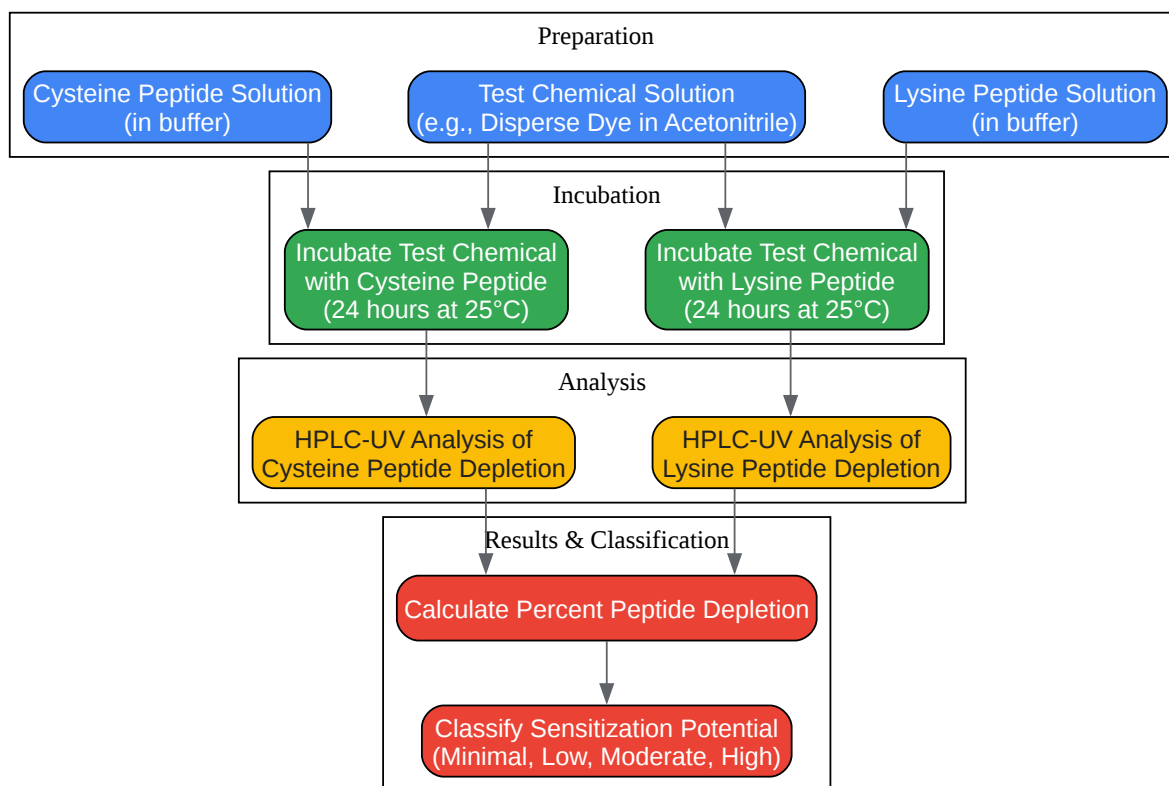 Preparation
Cysteine Peptide Solution
(in buffer)
Test Chemical Solution
(e.g., Disperse Dye in Acetonitrile)
Lysine Peptide Solution
(in buffer)
Incubation
Incubate Test Chemical
with Cysteine Peptide
(24 hours at 25°C)
Incubate Test Chemical
with Lysine Peptide
(24 hours at 25°C)
Analysis
HPLC-UV Analysis of
Cysteine Peptide Depletion
HPLC-UV Analysis of
Lysine Peptide Depletion
Results & Classification
Calculate Percent Peptide Depletion
Classify Sensitization Potential
(Minimal, Low, Moderate, High)